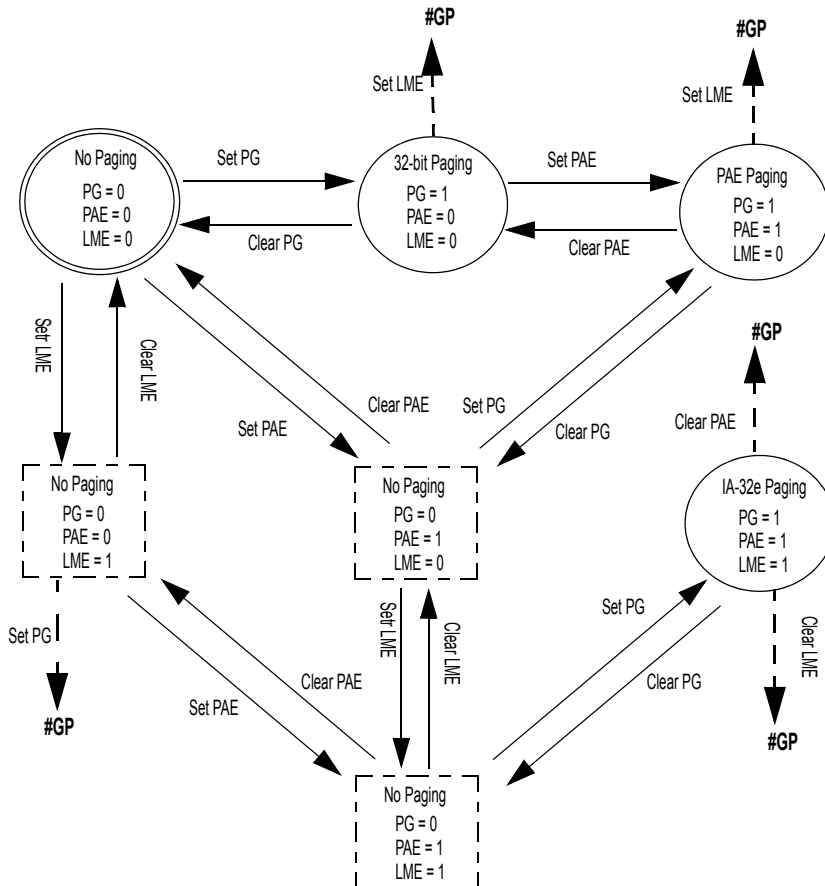 #GP
#GP
Set LME
Set LME
No Paging
PG = 0
PAE = 0
LME = 0
Set PG
32-bit Paging
PG = 1
PAE = 0
LME = 0
Set PAE
PAE Paging
PG = 1
PAE = 1
LME = 0
Clear PG
Clear PAE
Setr LME
Clear LME
Set PAE
Clear PAE
Set PG
Clear PG
#GP
Clear PAE
No Paging
PG = 0
PAE = 0
LME = 1
No Paging
PG = 0
PAE = 1
LME = 0
IA-32e Paging
PG = 1
PAE = 1
LME = 1
Set PG
#GP
Set PAE
Clear PAE
Setr LME
Clear LME
Set PG
Clear PG
Clear LME
#GP
No Paging
PG = 0
PAE = 1
LME = 1